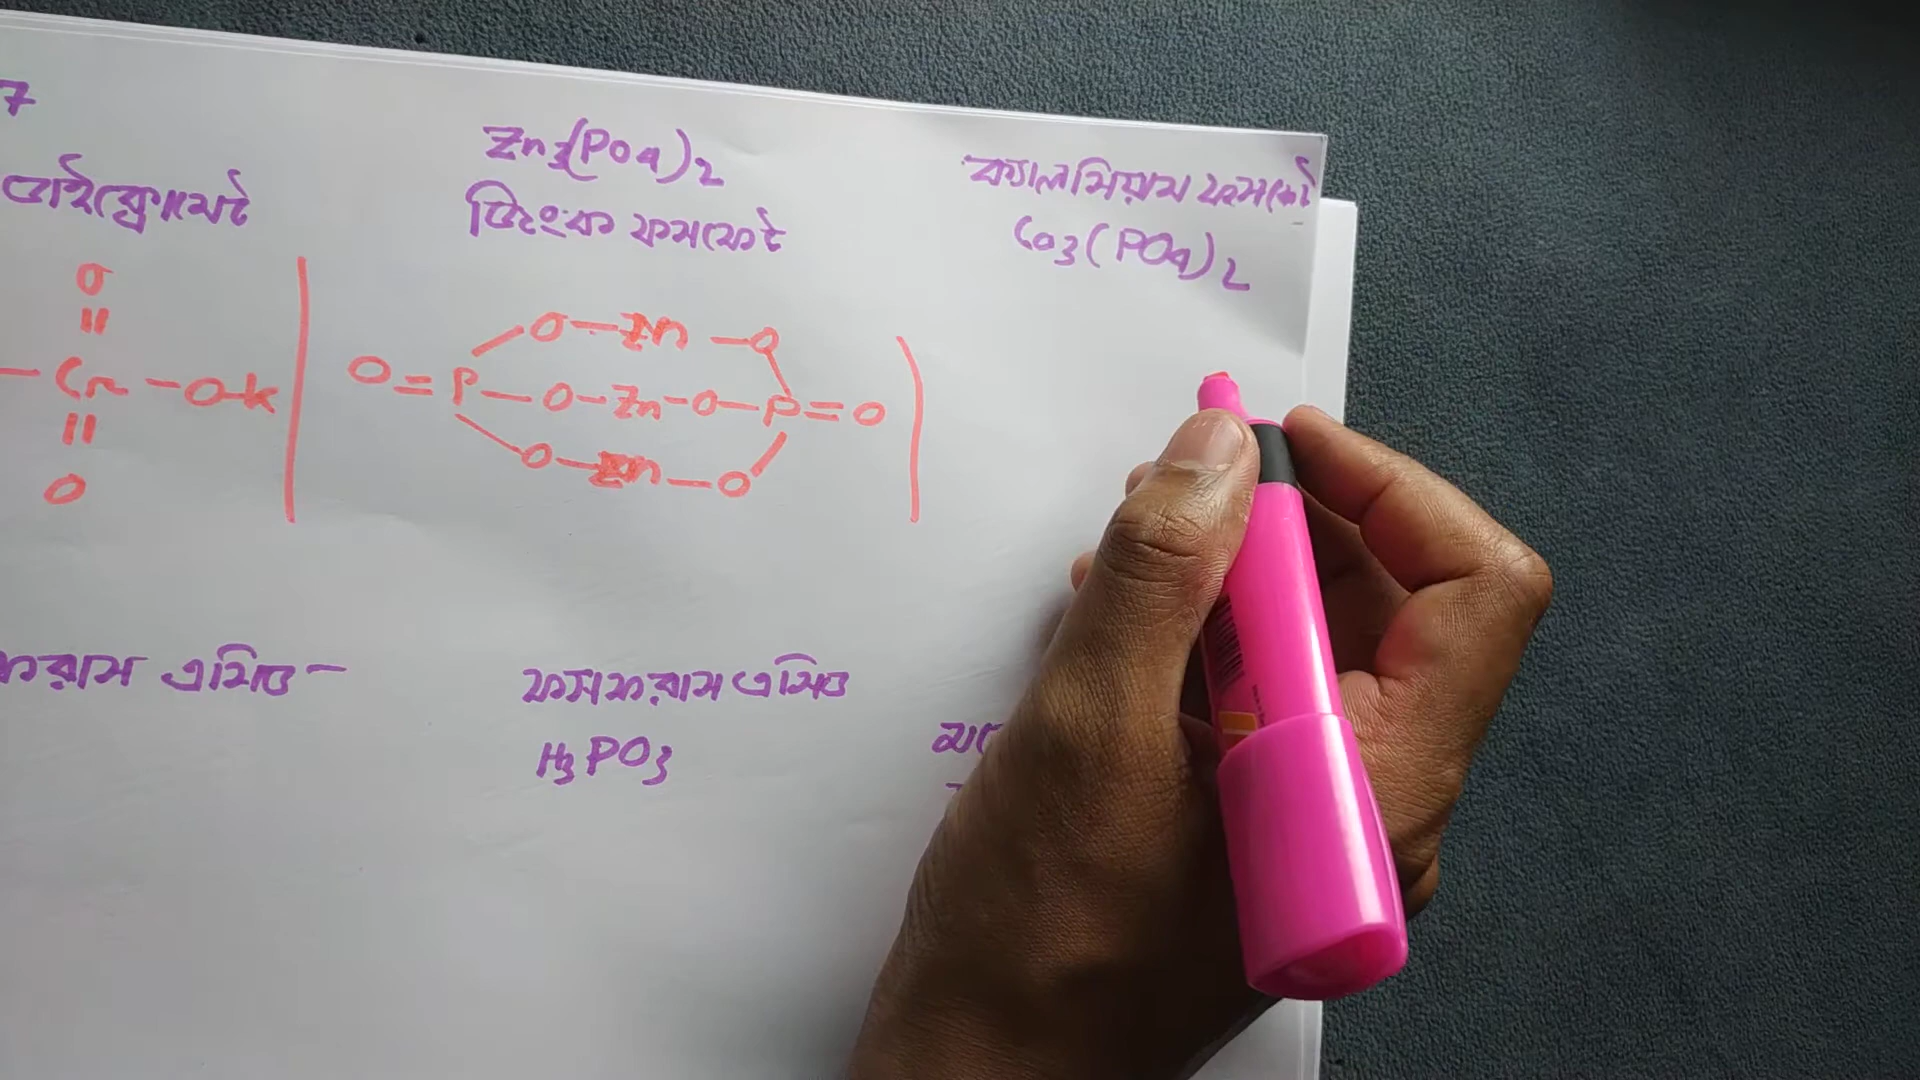 7
ডাইক্রোমেট
Zn3(PO4)2
জিংক ফসফেট
ক্যালসিয়াম ফসফেট
Ca3(PO4)2
O
=
Cr - O - K
=
O
O - Zn - O
O = P - O - Zn - O - P = O
O - Zn - O
এসিড -
ফসফরাস এসিড
H3PO3